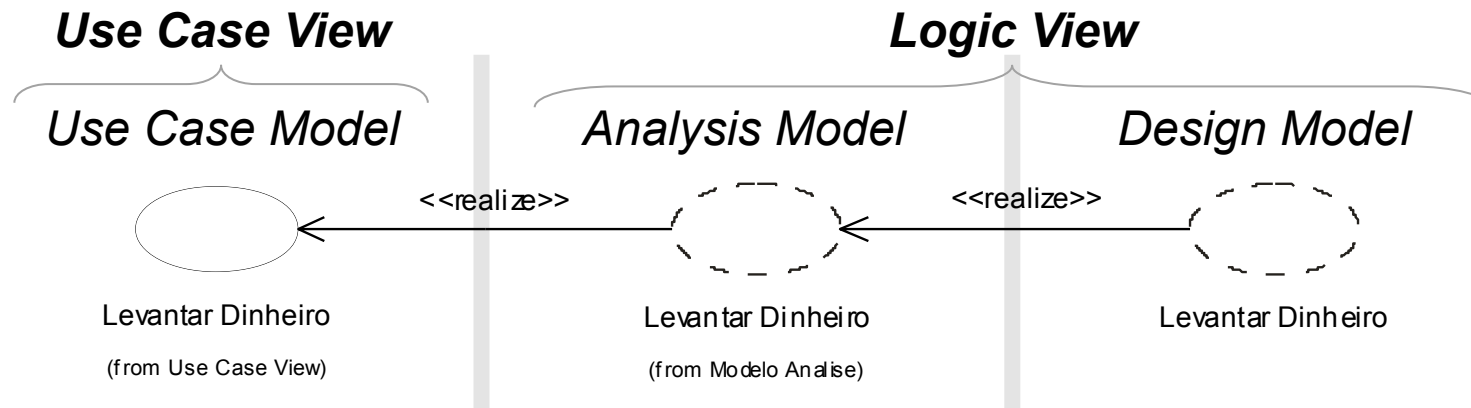 Use Case View
Logic View
Use Case Model
Analysis Model
Design Model
<<realize>>
<<realize>>
Levantar Dinheiro
Levantar Dinheiro
Levantar Dinheiro
(from Use Case View)
(from Modelo Analise)